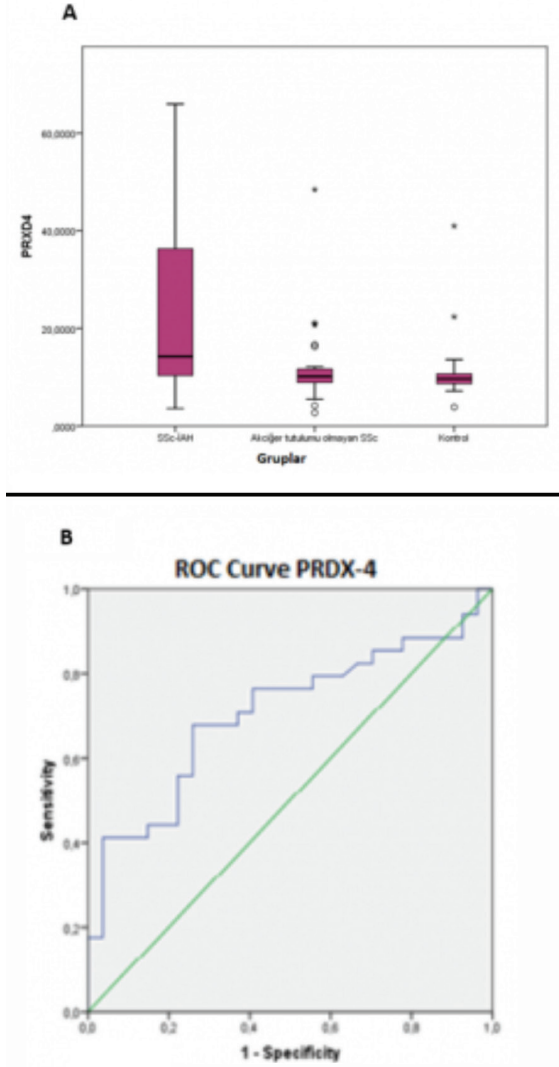 A
60,0000
40,0000
20,0000
,0000
PRXD4
SSc-İAH
Akciğer tutulumu olmayan SSc
Kontrol
Gruplar
B
ROC Curve PRDX-4
1,0
0,8
0,6
0,4
0,2
0,0
Sensitivity
0,0 0,2 0,4 0,6 0,8 1,0
1 - Specificity